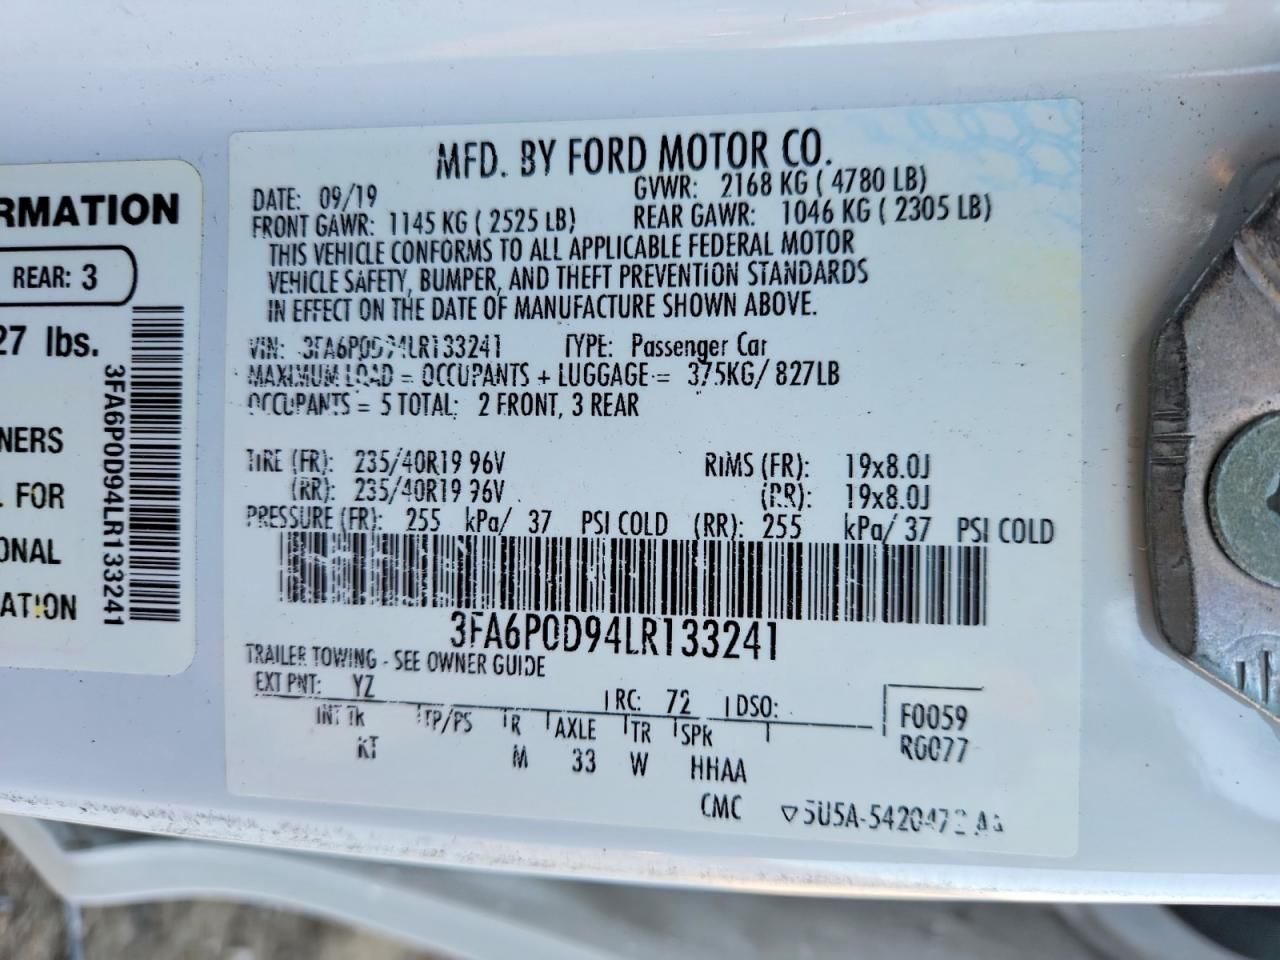 RMATION
REAR: 3
27 lbs.
NERS
FOR
ONAL
ATION
3FA6P0D94LR133241
MFD. BY FORD MOTOR CO.
DATE: 09/19 GVWR: 2168 KG ( 4780 LB)
FRONT GAWR: 1145 KG ( 2525 LB) REAR GAWR: 1046 KG ( 2305 LB)
THIS VEHICLE CONFORMS TO ALL APPLICABLE FEDERAL MOTOR
VEHICLE SAFETY, BUMPER, AND THEFT PREVENTION STANDARDS
IN EFFECT ON THE DATE OF MANUFACTURE SHOWN ABOVE.
VIN: 3FA6P0D94LR133241 TYPE: Passenger Car
MAXIMUM LOAD = OCCUPANTS + LUGGAGE = 375KG/ 827LB
OCCUPANTS = 5 TOTAL: 2 FRONT, 3 REAR
TIRE (FR): 235/40R19 96V RIMS (FR): 19x8.0J
(RR): 235/40R19 96V (RR): 19x8.0J
PRESSURE (FR): 255 kPa/ 37 PSI COLD (RR): 255 kPa/ 37 PSI COLD
3FA6P0D94LR133241
TRAILER TOWING - SEE OWNER GUIDE
EXT PNT: YZ RC: 72 DSO: F0059
INT TR TP/PS R AXLE TR SPR R0077
KT M 33 W HHAA
CMC ▽5U5A-5420472-AA